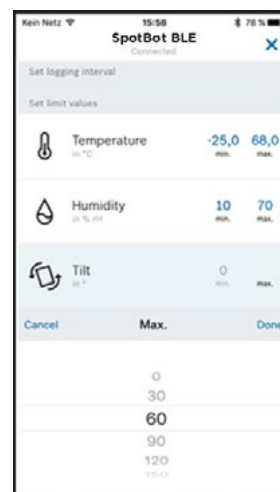 Kein Netz 15:58 78 %
SpotBot BLE
Connected
Set logging interval
Set limit values
Temperature -25,0 68,0
in °C min. max.
Humidity 10 70
in % rH min. max.
Tilt 0
in ° min. max.
Cancel Max. Done
0
30
60
90
120
150